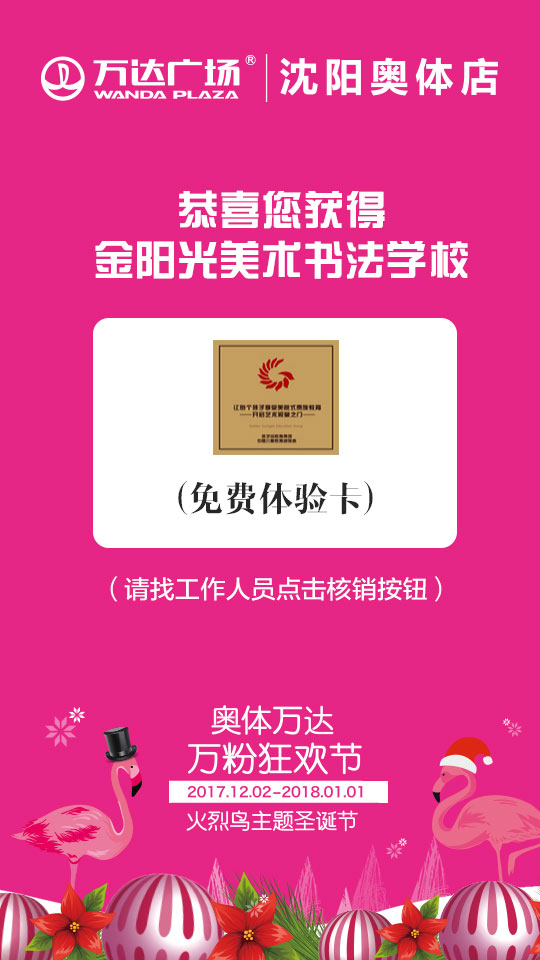 万达广场® 沈阳奥体店
WANDA PLAZA
恭喜您获得
金阳光美术书法学校
(免费体验卡)
（请找工作人员点击核销按钮）
奥体万达
万粉狂欢节
2017.12.02-2018.01.01
火烈鸟主题圣诞节